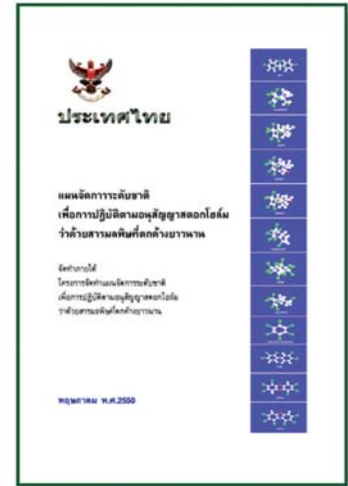 ประเทศไทย
แผนจัดการระดับชาติ
เพื่อการปฏิบัติตามอนุสัญญาสตอกโฮล์ม
ว่าด้วยสารมลพิษที่ตกค้างยาวนาน
จัดทำภายใต้
โครงการจัดทำแผนจัดการระดับชาติ
เพื่อการปฏิบัติตามอนุสัญญาสตอกโฮล์ม
ว่าด้วยสารมลพิษที่ตกค้างยาวนาน
พฤษภาคม พ.ศ.2550